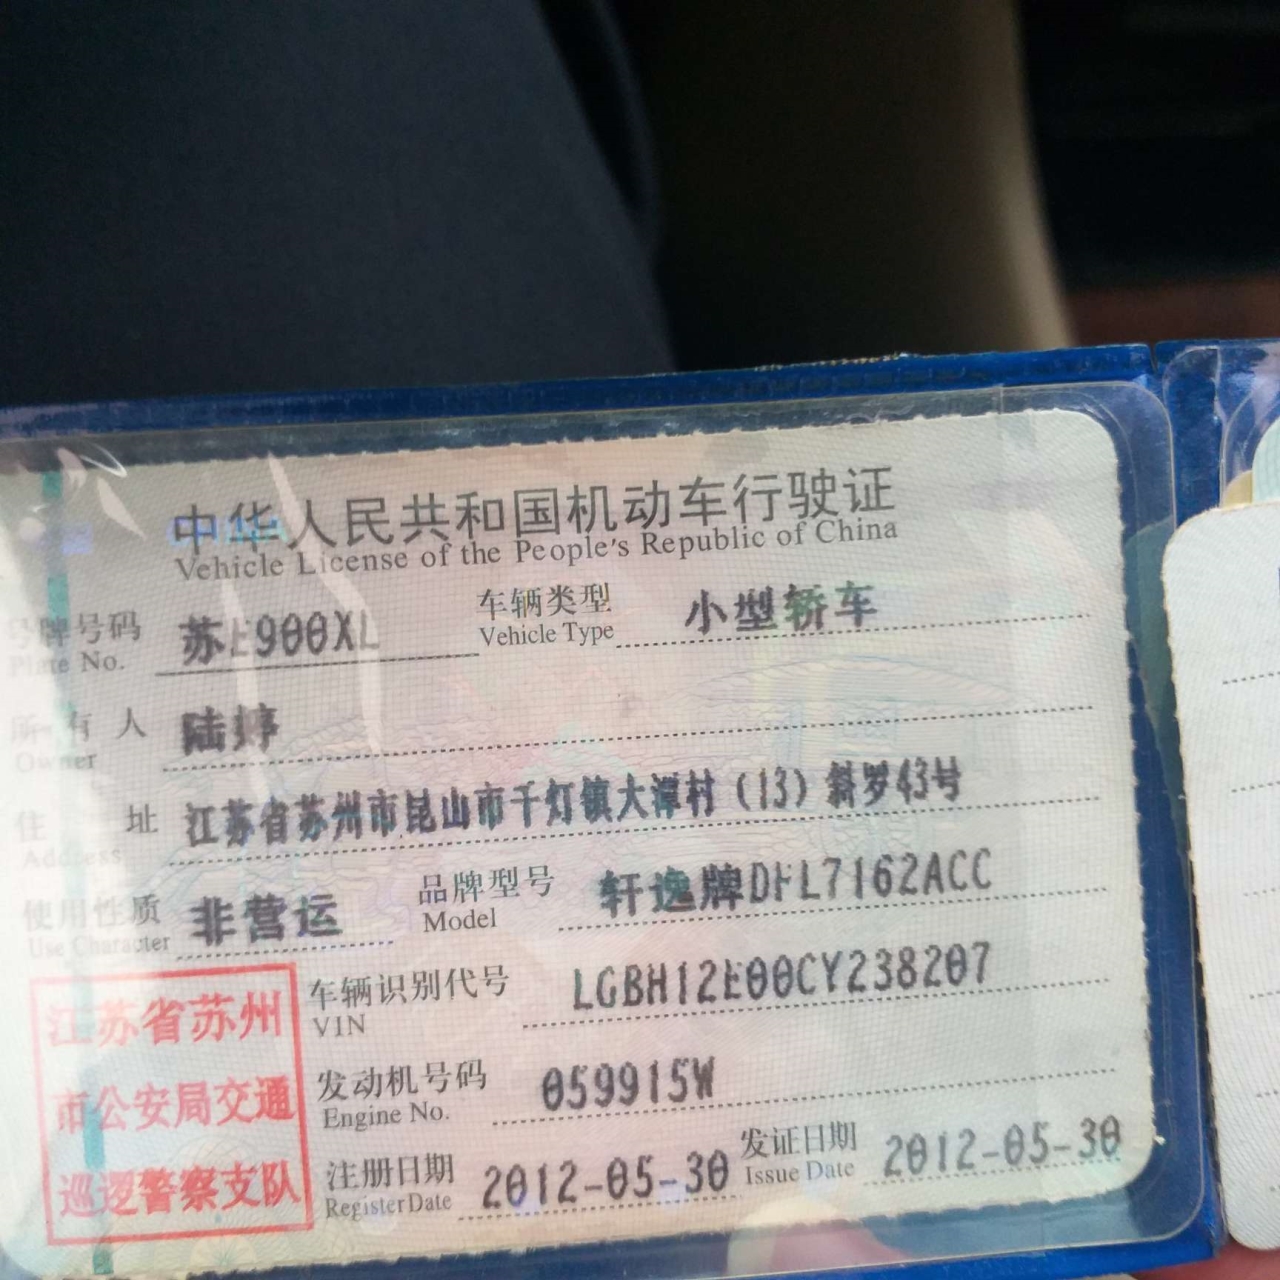 中华人民共和国机动车行驶证
Vehicle License of the People's Republic of China
号牌号码 苏E900XL 车辆类型 小型轿车
Plate No. Vehicle Type
所有人 陆婷
Owner
住址 江苏省苏州市昆山市千灯镇大潭村（13）斜罗43号
Address
使用性质 非营运 品牌型号 轩逸牌DFL7162ACC
Use Character Model
车辆识别代号 LGBH12E00CY238207
VIN
发动机号码 059915W
Engine No.
注册日期 2012-05-30 发证日期 2012-05-30
Register Date Issue Date
江苏省苏州
市公安局交通
巡逻警察支队